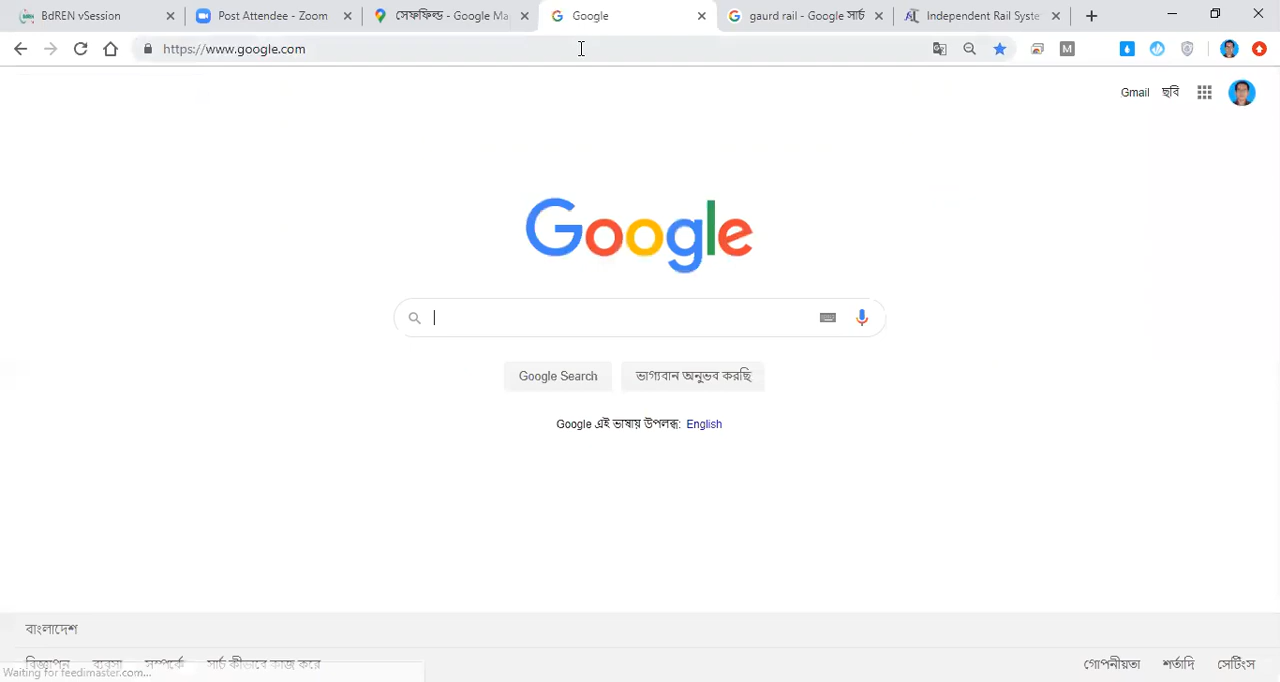 BdREN vSession
Post Attendee - Zoom
সেফফিল্ড - Google Ma
Google
gaurd rail - Google সার্চ
Independent Rail Syste
https://www.google.com
M
Gmail ছবি
Google
Google Search
ভাগ্যবান অনুভব করছি
Google এই ভাষায় উপলব্ধ: English
বাংলাদেশ
বিজ্ঞাপন ব্যবসা সম্পর্কে সার্চ কীভাবে কাজ করে
গোপনীয়তা শর্তাদি সেটিংস
Waiting for feedimaster.com...